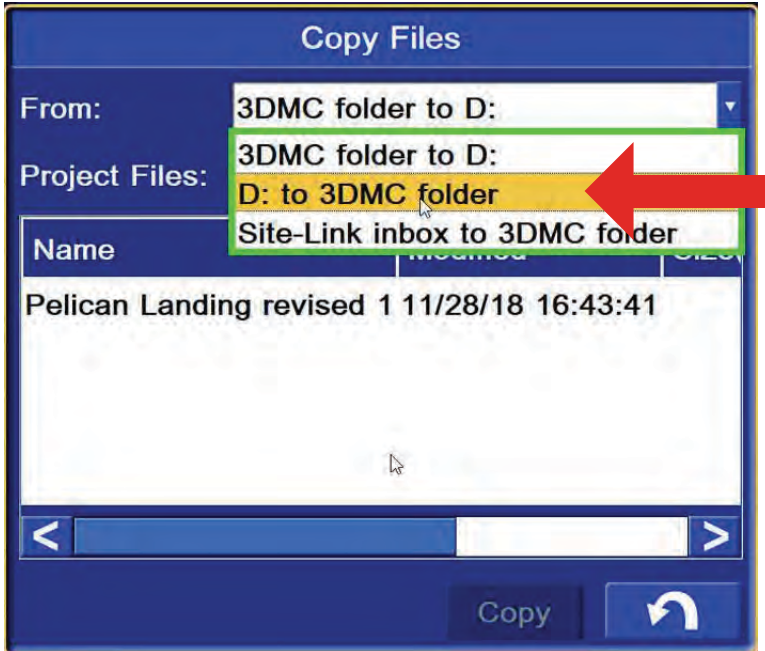 Copy Files
From:
3DMC folder to D:
3DMC folder to D:
Project Files:
D: to 3DMC folder
Site-Link inbox to 3DMC folder
Name
Pelican Landing revised 1 11/28/18 16:43:41
< >
Copy